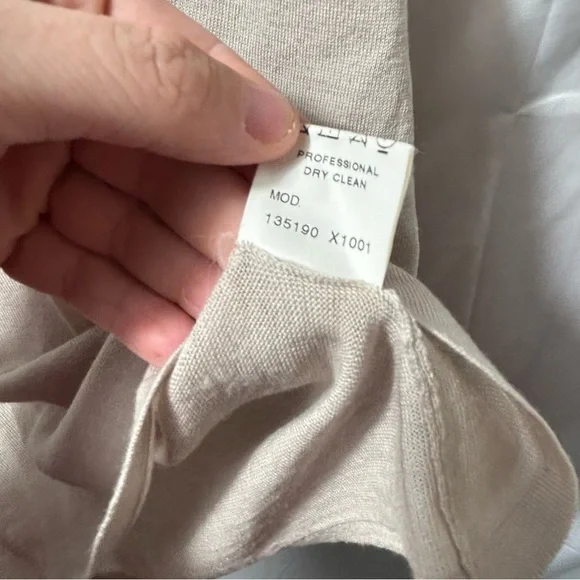 PROFESSIONAL
DRY CLEAN
MOD.
135190 X1001